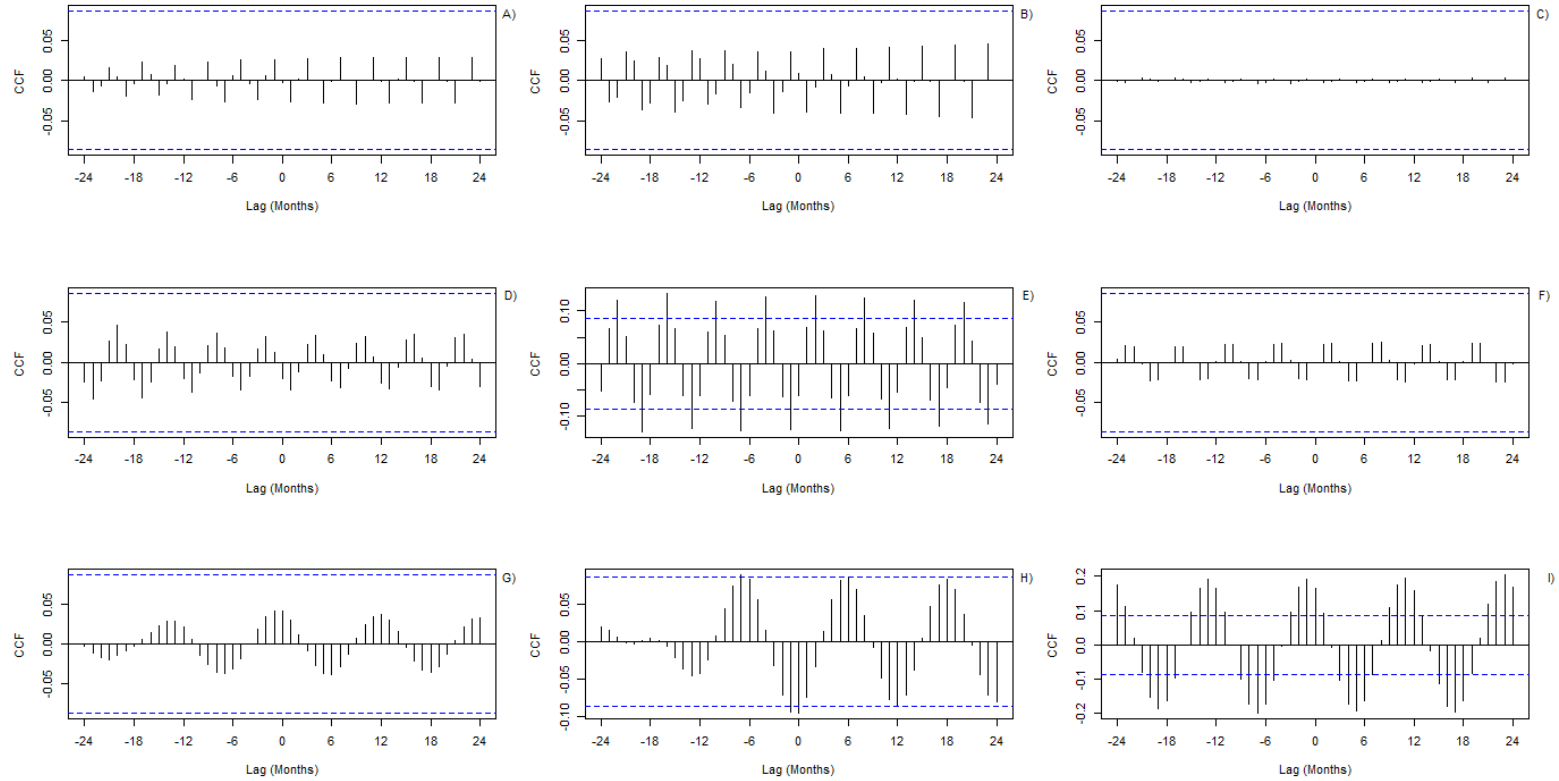 A) B) C)
CCF 0.05 0.00 -0.05 CCF 0.05 0.00 -0.05 CCF 0.05 0.00 -0.05
-24 -18 -12 -6 0 6 12 18 24 -24 -18 -12 -6 0 6 12 18 24 -24 -18 -12 -6 0 6 12 18 24
Lag (Months) Lag (Months) Lag (Months)
D) E) F)
CCF 0.05 0.00 -0.05 CCF 0.10 0.00 -0.10 CCF 0.05 0.00 -0.05
-24 -18 -12 -6 0 6 12 18 24 -24 -18 -12 -6 0 6 12 18 24 -24 -18 -12 -6 0 6 12 18 24
Lag (Months) Lag (Months) Lag (Months)
G) H) I)
CCF 0.05 0.00 -0.05 CCF 0.05 0.00 -0.05 -0.10 CCF 0.2 0.1 0.0 -0.1 -0.2
-24 -18 -12 -6 0 6 12 18 24 -24 -18 -12 -6 0 6 12 18 24 -24 -18 -12 -6 0 6 12 18 24
Lag (Months) Lag (Months) Lag (Months)